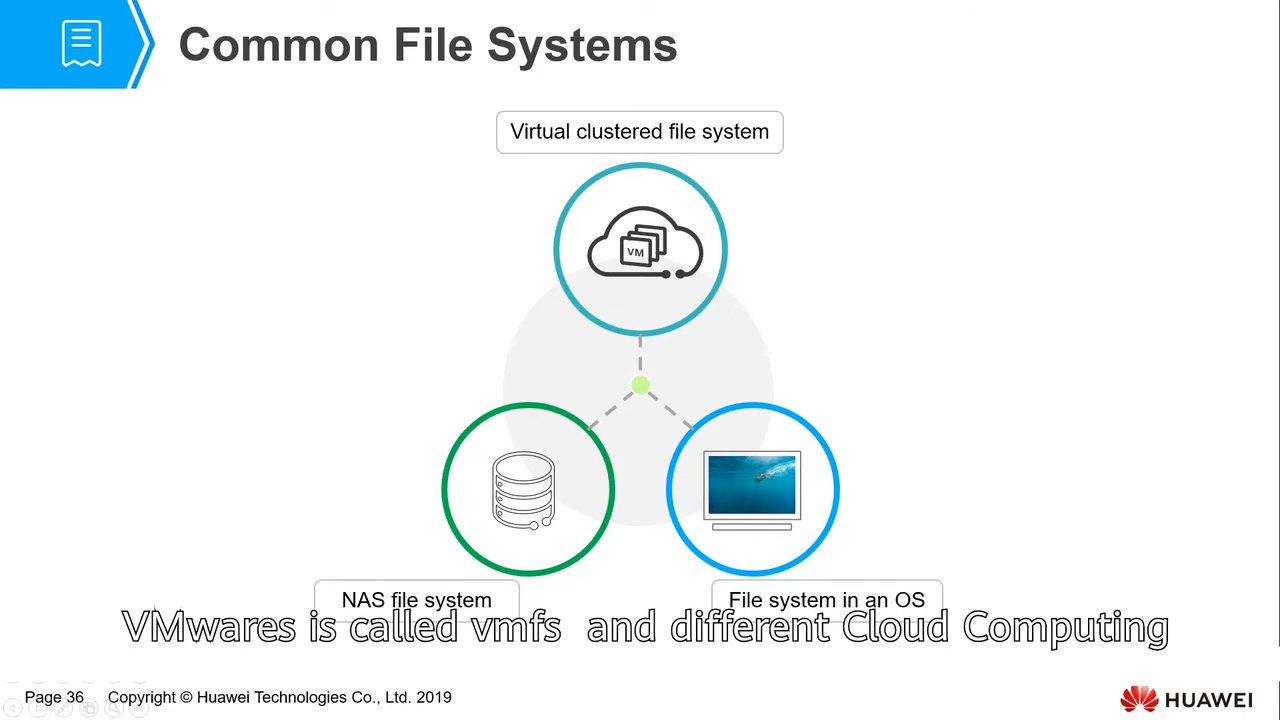 Common File Systems
Virtual clustered file system
VM
NAS file system
File system in an OS
VMwares is called vmfs and different Cloud Computing
Page 36 Copyright © Huawei Technologies Co., Ltd. 2019
HUAWEI